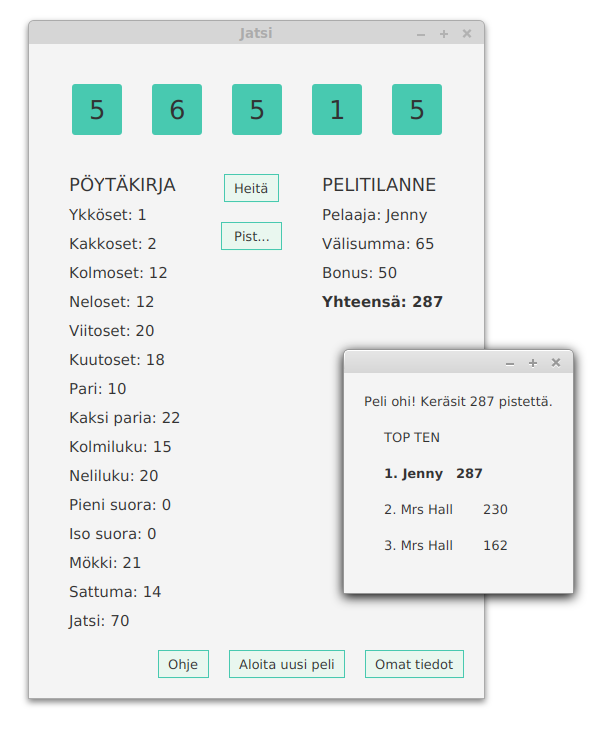 Jatsi
5 6 5 1 5
PÖYTÄKIRJA
Ykköset: 1
Kakkoset: 2
Kolmoset: 12
Neloset: 12
Viitoset: 20
Kuutoset: 18
Pari: 10
Kaksi paria: 22
Kolmiluku: 15
Neliluku: 20
Pieni suora: 0
Iso suora: 0
Mökki: 21
Sattuma: 14
Jatsi: 70
Heitä
Pist...
PELITILANNE
Pelaaja: Jenny
Välisumma: 65
Bonus: 50
Yhteensä: 287
Peli ohi! Keräsit 287 pistettä.
TOP TEN
1. Jenny 287
2. Mrs Hall 230
3. Mrs Hall 162
Ohje
Aloita uusi peli
Omat tiedot